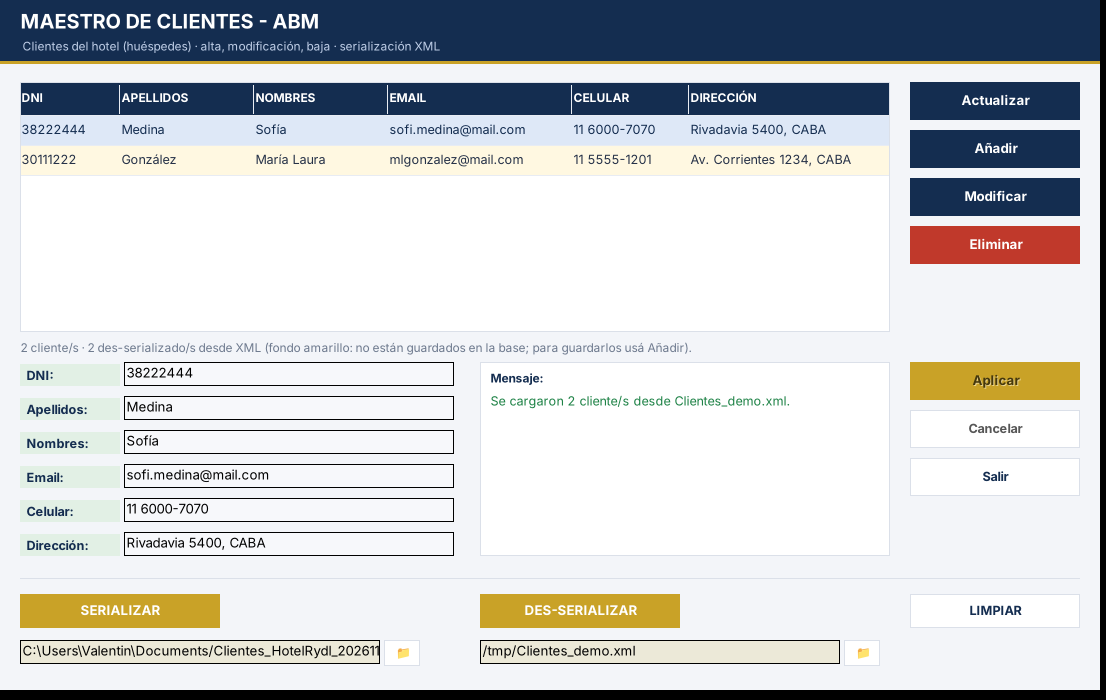 MAESTRO DE CLIENTES - ABM
Clientes del hotel (huéspedes) · alta, modificación, baja · serialización XML
DNI APELLIDOS NOMBRES EMAIL CELULAR DIRECCIÓN
38222444 Medina Sofía sofi.medina@mail.com 11 6000-7070 Rivadavia 5400, CABA
30111222 González María Laura mlgonzalez@mail.com 11 5555-1201 Av. Corrientes 1234, CABA
Actualizar
Añadir
Modificar
Eliminar
2 cliente/s · 2 des-serializado/s desde XML (fondo amarillo: no están guardados en la base; para guardarlos usá Añadir).
DNI: 38222444
Apellidos: Medina
Nombres: Sofía
Email: sofi.medina@mail.com
Celular: 11 6000-7070
Dirección: Rivadavia 5400, CABA
Mensaje:
Se cargaron 2 cliente/s desde Clientes_demo.xml.
Aplicar
Cancelar
Salir
SERIALIZAR
DES-SERIALIZAR
LIMPIAR
C:\Users\Valentin\Documents/Clientes_HotelRydl_202611
/tmp/Clientes_demo.xml